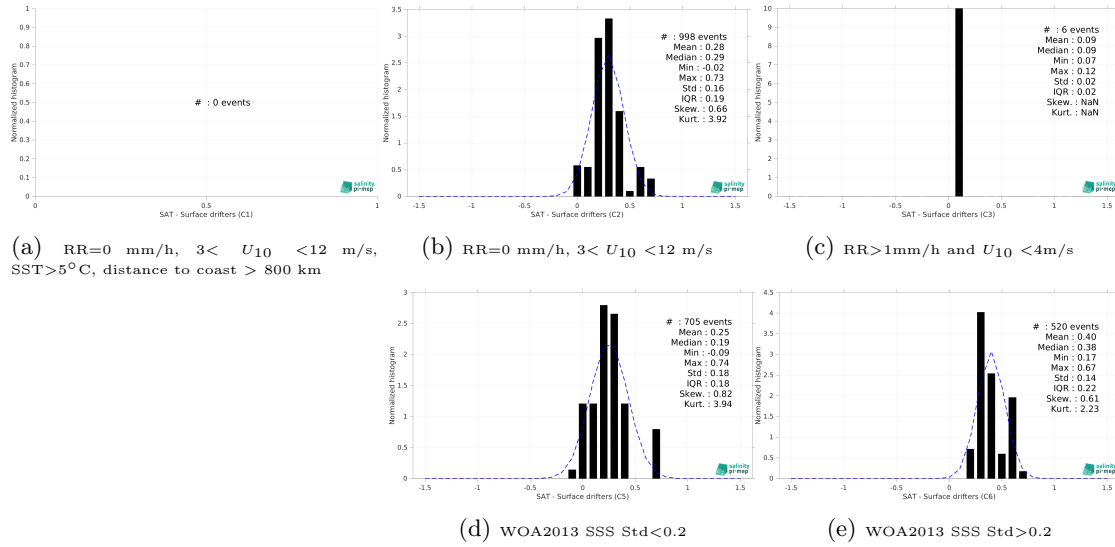 1
0.9
0.8
0.7
0.6
0.5
0.4
0.3
0.2
0.1
0
Normalized histogram
# : 0 events
0 0.5 1
SAT - Surface drifters (C1)
salinity
pi-mep
(a) RR=0 mm/h, 3< U10 <12 m/s,
SST>5°C, distance to coast > 800 km
3.5
3
2.5
2
1.5
1
0.5
0
Normalized histogram
# : 998 events
Mean : 0.28
Median : 0.29
Min : -0.02
Max : 0.73
Std : 0.16
IQR : 0.19
Skew. : 0.66
Kurt. : 3.92
-1.5 -1 -0.5 0 0.5 1 1.5
SAT - Surface drifters (C2)
salinity
pi-mep
(b) RR=0 mm/h, 3< U10 <12 m/s
10
9
8
7
6
5
4
3
2
1
0
Normalized histogram
# : 6 events
Mean : 0.09
Median : 0.09
Min : 0.07
Max : 0.12
Std : 0.02
IQR : 0.02
Skew. : NaN
Kurt. : NaN
-1.5 -1 -0.5 0 0.5 1 1.5
SAT - Surface drifters (C3)
salinity
pi-mep
(c) RR>1mm/h and U10 <4m/s
3
2.5
2
1.5
1
0.5
0
Normalized histogram
# : 705 events
Mean : 0.25
Median : 0.19
Min : -0.09
Max : 0.74
Std : 0.18
IQR : 0.18
Skew. : 0.82
Kurt. : 3.94
-1.5 -1 -0.5 0 0.5 1 1.5
SAT - Surface drifters (C5)
salinity
pi-mep
(d) WOA2013 SSS Std<0.2
4.5
4
3.5
3
2.5
2
1.5
1
0.5
0
Normalized histogram
# : 520 events
Mean : 0.40
Median : 0.38
Min : 0.17
Max : 0.67
Std : 0.14
IQR : 0.22
Skew. : 0.61
Kurt. : 2.23
-1.5 -1 -0.5 0 0.5 1 1.5
SAT - Surface drifters (C6)
salinity
pi-mep
(e) WOA2013 SSS Std>0.2